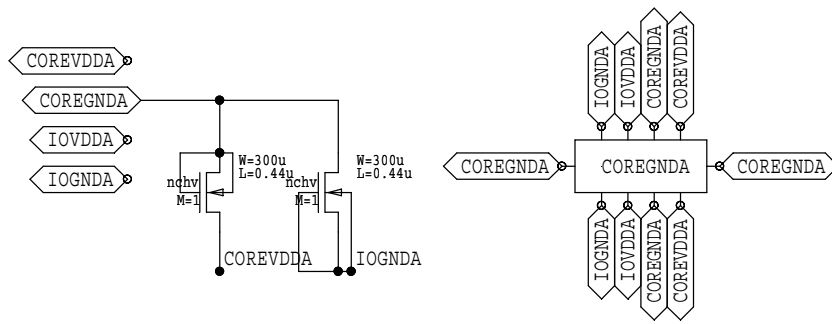 COREVDDA
COREGNDA
IOVDDA
IOGNDA
W=300u
L=0.44u
nchv
M=1
W=300u
L=0.44u
nchv
M=1
COREVDDA
IOGNDA
IOGNDA
IOVDDA
COREGNDA
COREVDDA
COREGNDA
COREGNDA
COREGNDA
IOGNDA
IOVDDA
COREGNDA
COREVDDA